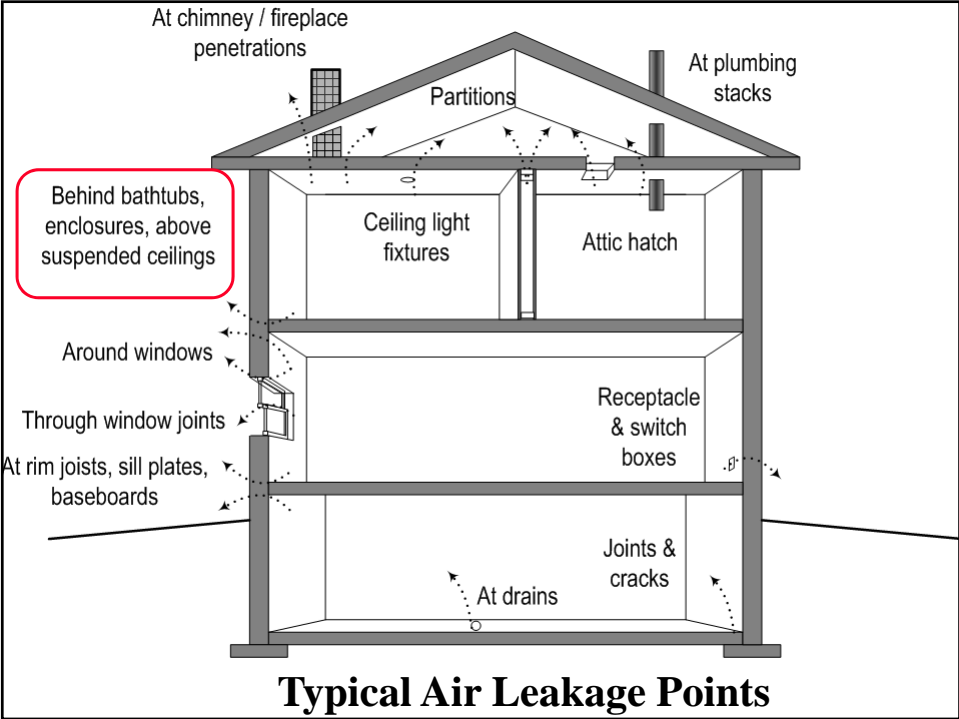 At chimney / fireplace
penetrations
At plumbing
stacks
Partitions
Behind bathtubs,
enclosures, above
suspended ceilings
Ceiling light
fixtures
Attic hatch
Around windows
Through window joints
Receptacle
& switch
boxes
At rim joists, sill plates,
baseboards
Joints &
cracks
At drains
Typical Air Leakage Points